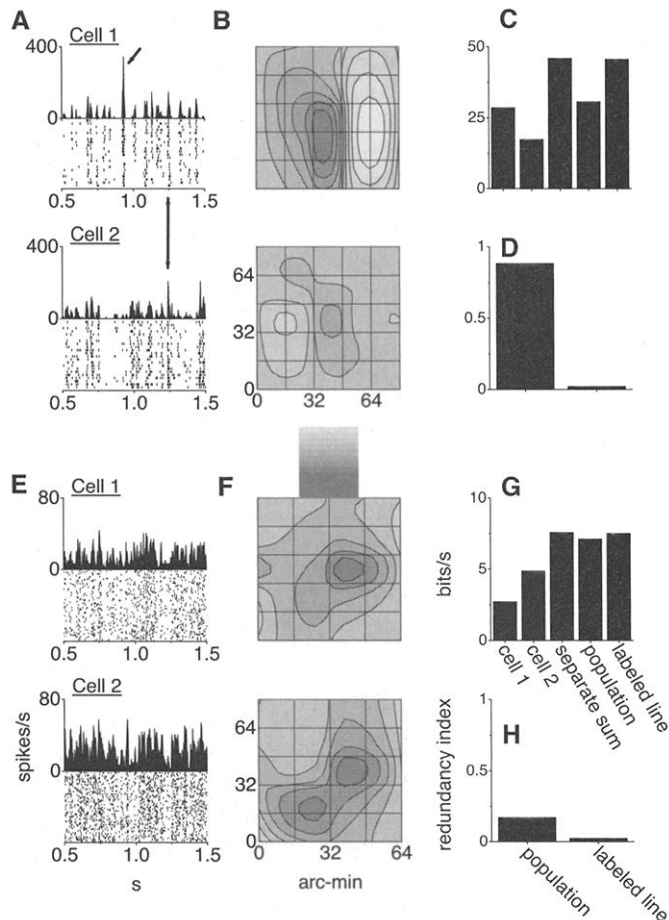 A
B
C
Cell 1
400
0
0.5
1.0
1.5
50
25
0
Cell 2
400
0
0.5
1.0
1.5
64
32
0
0
32
64
D
1
0.5
0
E
F
G
Cell 1
80
0
0.5
1.0
1.5
10
5
0
bits/s
cell 1
cell 2
separate sum
population
labeled line
Cell 2
80
0
spikes/s
0.5
1.0
1.5
s
64
32
0
0
32
64
arc-min
H
1
0.5
0
redundancy index
population
labeled line